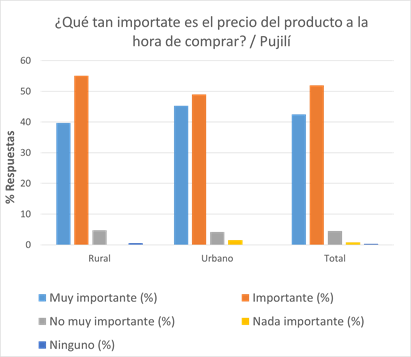 ¿Qué tan importate es el precio del producto a la
hora de comprar? / Pujilí
% Respuestas
60
50
40
30
20
10
0
Rural
Urbano
Total
Muy importante (%)
Importante (%)
No muy importante (%)
Nada importante (%)
Ninguno (%)